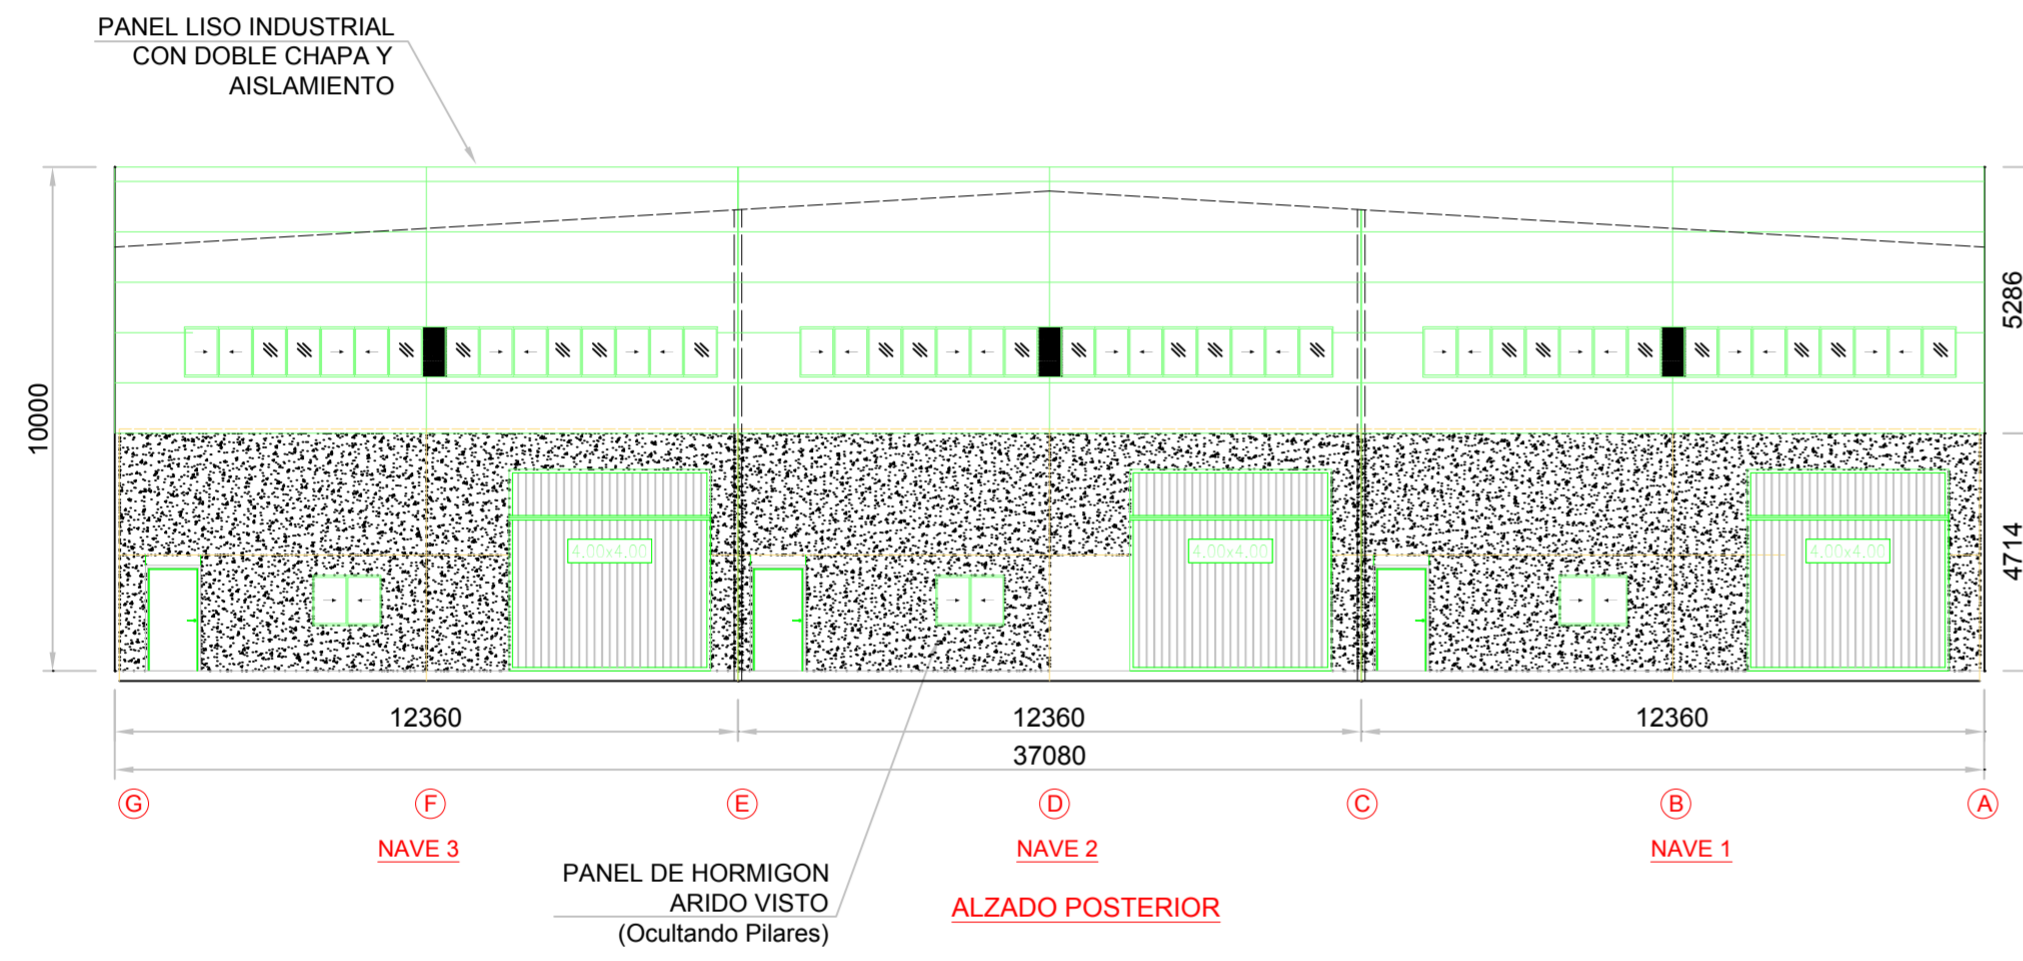 PANEL LISO INDUSTRIAL
CON DOBLE CHAPA Y
AISLAMIENTO
10000
5286
4714
4.00x4.00
4.00x4.00
4.00x4.00
12360
12360
12360
37080
G
F
E
D
C
B
A
NAVE 3
NAVE 2
NAVE 1
PANEL DE HORMIGON
ARIDO VISTO
(Ocultando Pilares)
ALZADO POSTERIOR